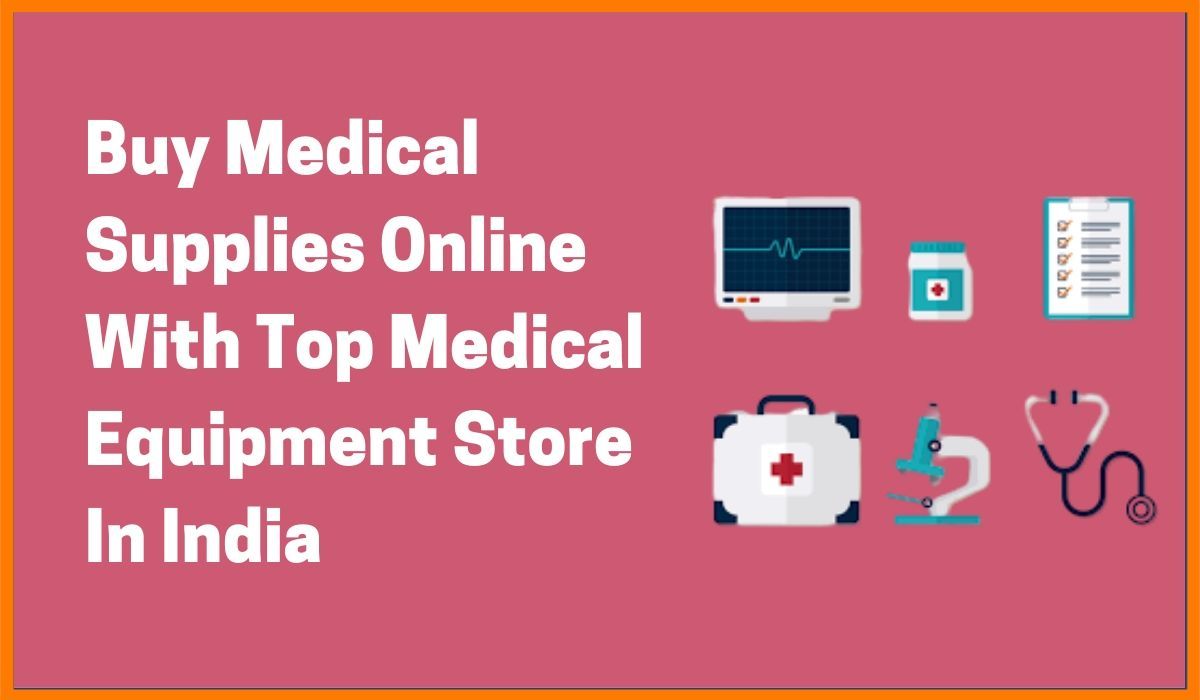 Buy Medical
Supplies Online
With Top Medical
Equipment Store
In India